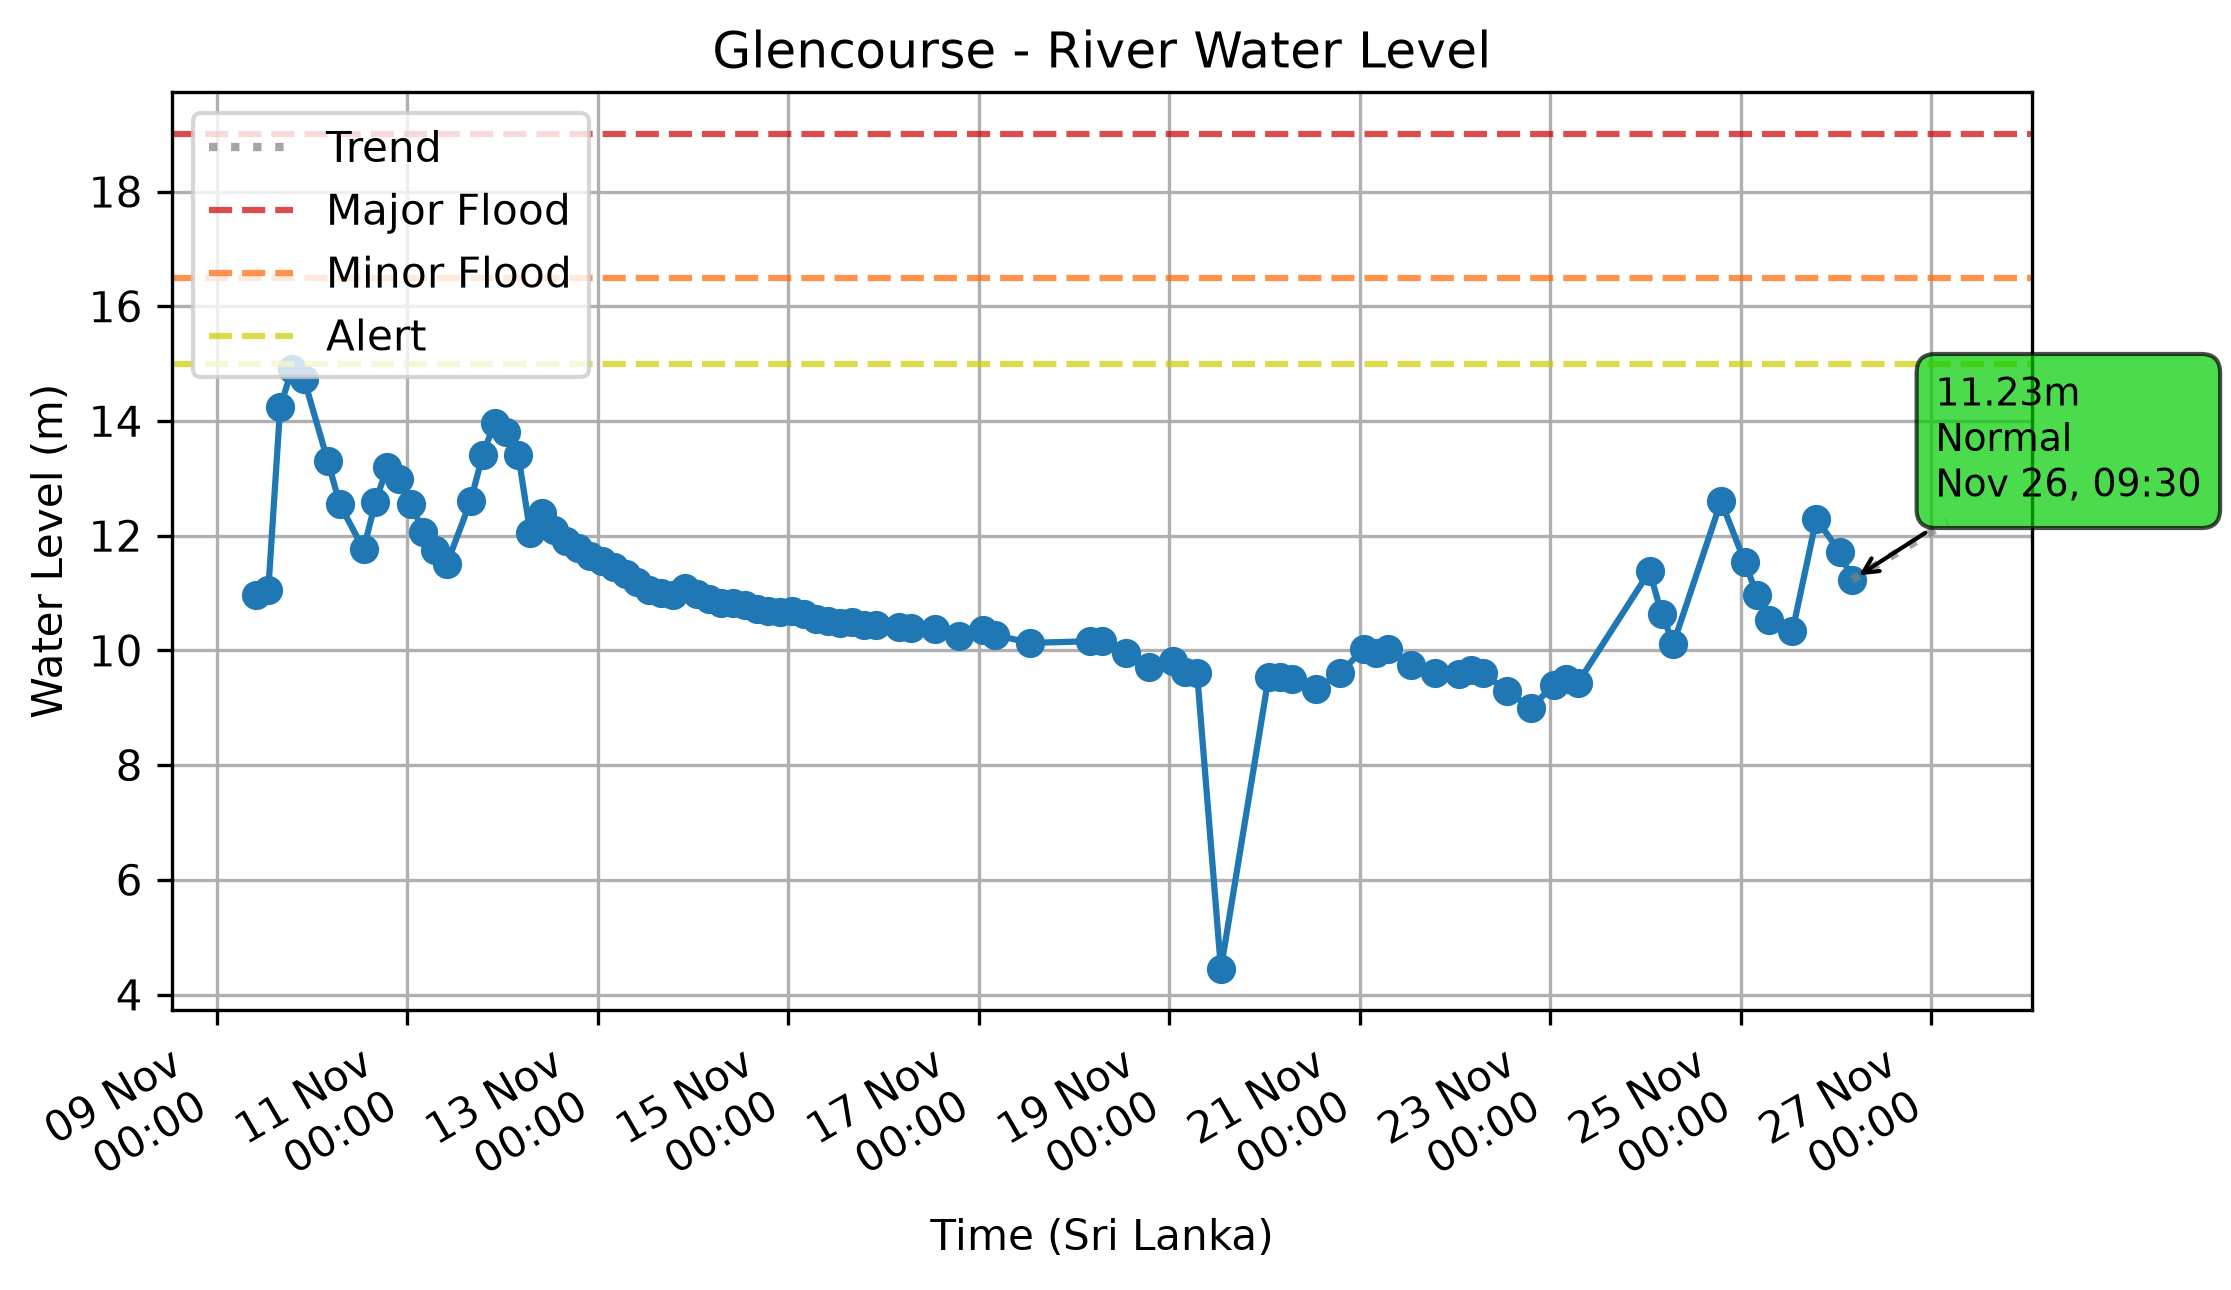 Glencourse - River Water Level
Trend
Major Flood
Minor Flood
Alert
11.23m
Normal
Nov 26, 09:30
Water Level (m)
18
16
14
12
10
8
6
4
09 Nov
00:00
11 Nov
00:00
13 Nov
00:00
15 Nov
00:00
17 Nov
00:00
19 Nov
00:00
21 Nov
00:00
23 Nov
00:00
25 Nov
00:00
27 Nov
00:00
Time (Sri Lanka)